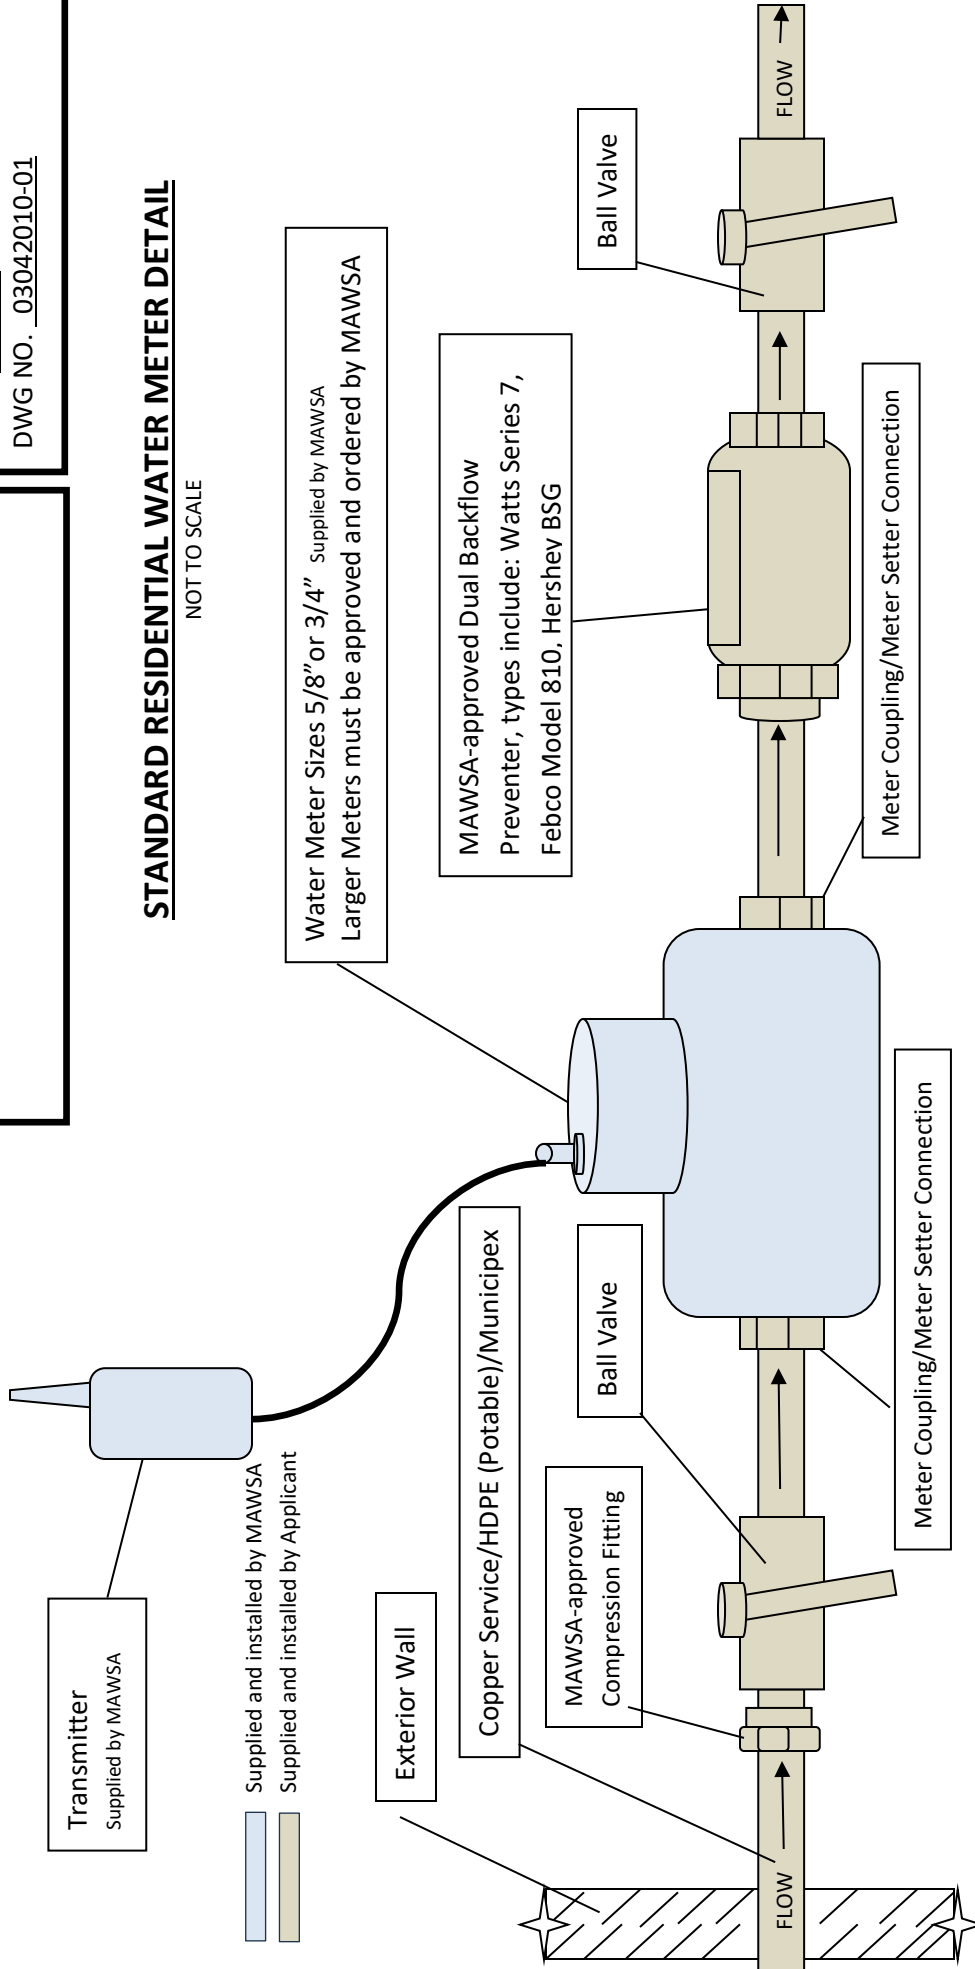 DWG NO. 03042010-01
STANDARD RESIDENTIAL WATER METER DETAIL
NOT TO SCALE
Transmitter
Supplied by MAWSA
Supplied and installed by MAWSA
Supplied and installed by Applicant
Water Meter Sizes 5/8”or 3/4” Supplied by MAWSA
Larger Meters must be approved and ordered by MAWSA
Exterior Wall
Copper Service/HDPE (Potable)/Municipex
MAWSA-approved Dual Backflow
Preventer, types include: Watts Series 7,
Febco Model 810, Hershey BSG
MAWSA-approved
Compression Fitting
Ball Valve
Ball Valve
FLOW
FLOW
Meter Coupling/Meter Setter Connection
Meter Coupling/Meter Setter Connection